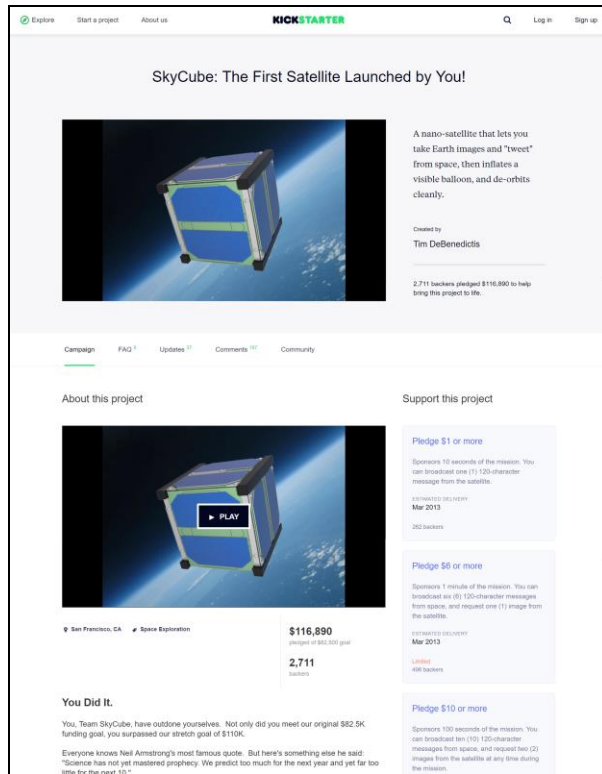 Explore Start a project About us KICKSTARTER Log in Sign up
SkyCube: The First Satellite Launched by You!
A nano-satellite that lets you
take Earth images and "tweet"
from space, then inflates a
visible balloon, and de-orbits
cleanly.
Created by
Tim DeBenedictis
2,711 backers pledged $116,890 to help
bring this project to life.
Campaign FAQ Updates Comments Community
About this project
PLAY
San Francisco, CA Space Exploration
$116,890
pledged of $82,500 goal
2,711
backers
You Did It.
You, Team SkyCube, have outdone yourselves. Not only did you meet our original $82.5K
funding goal, you surpassed our stretch goal of $110K.
Everyone knows Neil Armstrong's most famous quote. But here's something else he said:
"Science has not yet mastered prophecy. We predict too much for the next year and yet far too
little for the next 10."
Support this project
Pledge $1 or more
Sponsors 10 seconds of the mission. You
can broadcast one (1) 120-character
message from the satellite.
ESTIMATED DELIVERY
Mar 2013
backers
Pledge $6 or more
Sponsors 1 minute of the mission. You can
broadcast six (6) 120-character messages
from space, and request one (1) image from
the satellite.
ESTIMATED DELIVERY
Mar 2013
Limited
backers
Pledge $10 or more
Sponsors 100 seconds of the mission. You
can broadcast ten (10) 120-character
messages from space, and request two (2)
images from the satellite at any time during
the mission.